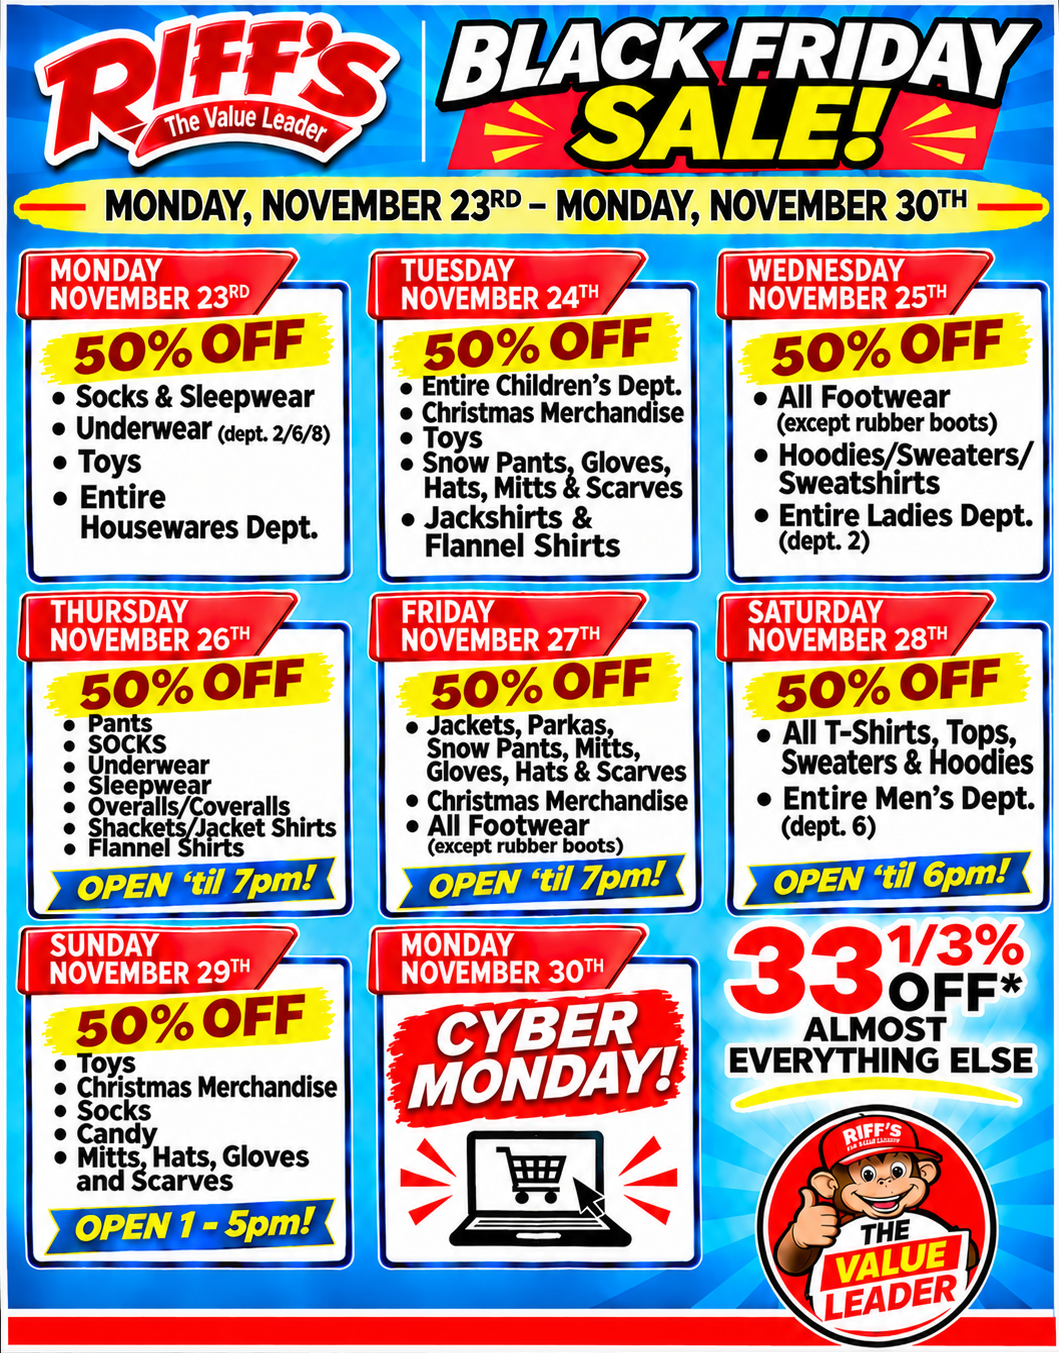 RIFF'S
The Value Leader
BLACK FRIDAY
SALE!
MONDAY, NOVEMBER 23RD – MONDAY, NOVEMBER 30TH
MONDAY
NOVEMBER 23RD
50% OFF
• Socks & Sleepwear
• Underwear (dept. 2/6/8)
• Toys
• Entire
Housewares Dept.
TUESDAY
NOVEMBER 24TH
50% OFF
• Entire Children's Dept.
• Christmas Merchandise
• Toys
• Snow Pants, Gloves,
Hats, Mitts & Scarves
• Jackshirts &
Flannel Shirts
WEDNESDAY
NOVEMBER 25TH
50% OFF
• All Footwear
(except rubber boots)
• Hoodies/Sweaters/
Sweatshirts
• Entire Ladies Dept.
(dept. 2)
THURSDAY
NOVEMBER 26TH
50% OFF
• Pants
• SOCKS
• Underwear
• Sleepwear
• Overalls/Coveralls
• Shackets/Jacket Shirts
• Flannel Shirts
OPEN 'til 7pm!
FRIDAY
NOVEMBER 27TH
50% OFF
• Jackets, Parkas,
Snow Pants, Mitts,
Gloves, Hats & Scarves
• Christmas Merchandise
• All Footwear
(except rubber boots)
OPEN 'til 7pm!
SATURDAY
NOVEMBER 28TH
50% OFF
• All T-Shirts, Tops,
Sweaters & Hoodies
• Entire Men's Dept.
(dept. 6)
OPEN 'til 6pm!
SUNDAY
NOVEMBER 29TH
50% OFF
• Toys
• Christmas Merchandise
• Socks
• Candy
• Mitts, Hats, Gloves
and Scarves
OPEN 1 - 5pm!
MONDAY
NOVEMBER 30TH
CYBER
MONDAY!
33 1/3%
OFF*
ALMOST
EVERYTHING ELSE
RIFF'S
THE
VALUE
LEADER